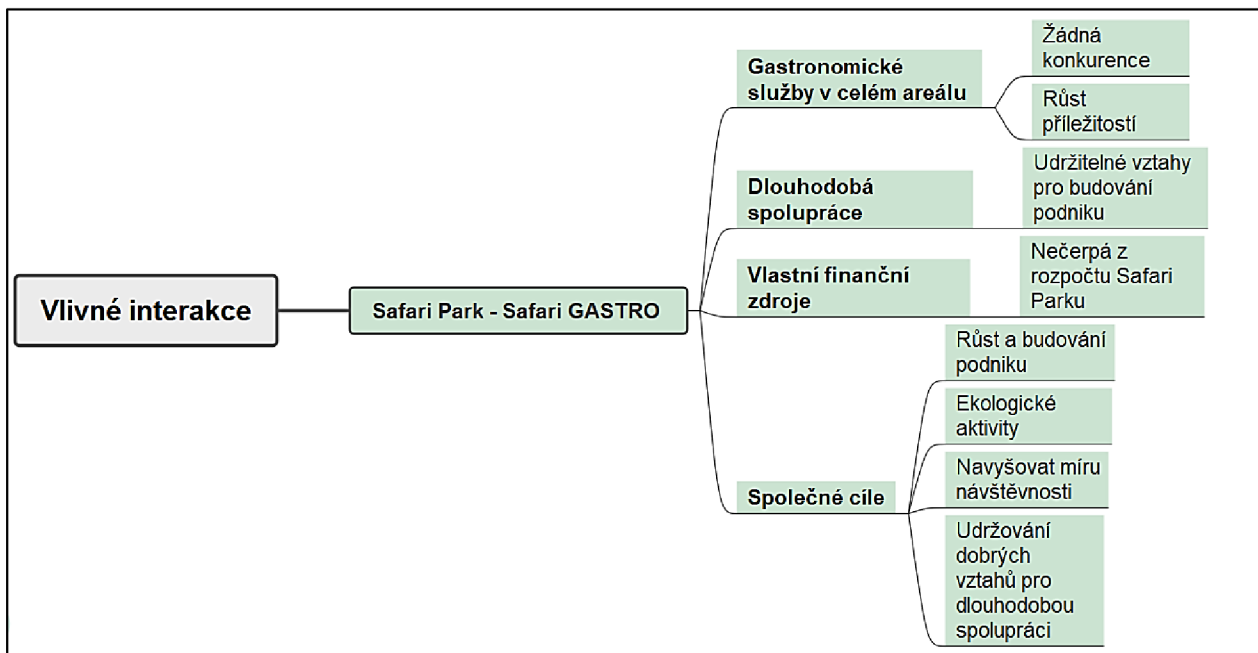 Vlivné interakce
Safari Park - Safari GASTRO
Gastronomické
služby v celém areálu
Žádná
konkurence
Růst
příležitostí
Dlouhodobá
spolupráce
Udržitelné vztahy
pro budování
podniku
Vlastní finanční
zdroje
Nečerpá z
rozpočtu Safari
Parku
Společné cíle
Růst a budování
podniku
Ekologické
aktivity
Navyšovat míru
návštěvnosti
Udržování
dobrých
vztahů pro
dlouhodobou
spolupráci